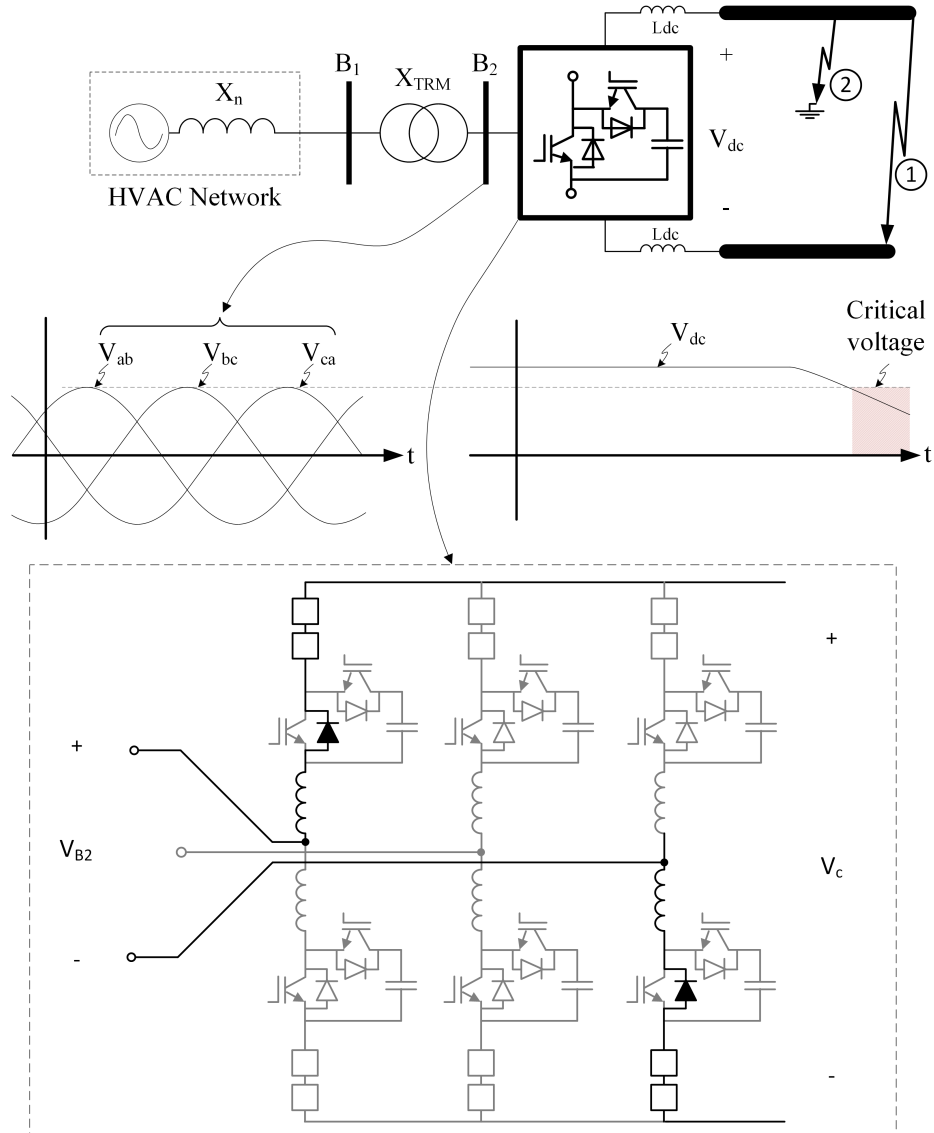 Ldc
B1
XTRM
B2
Xn
+
Vdc
-
2
1
HVAC Network
Ldc
Vab
Vbc
Vca
t
Vdc
Critical
voltage
t
+
+
VB2
Vc
-
-